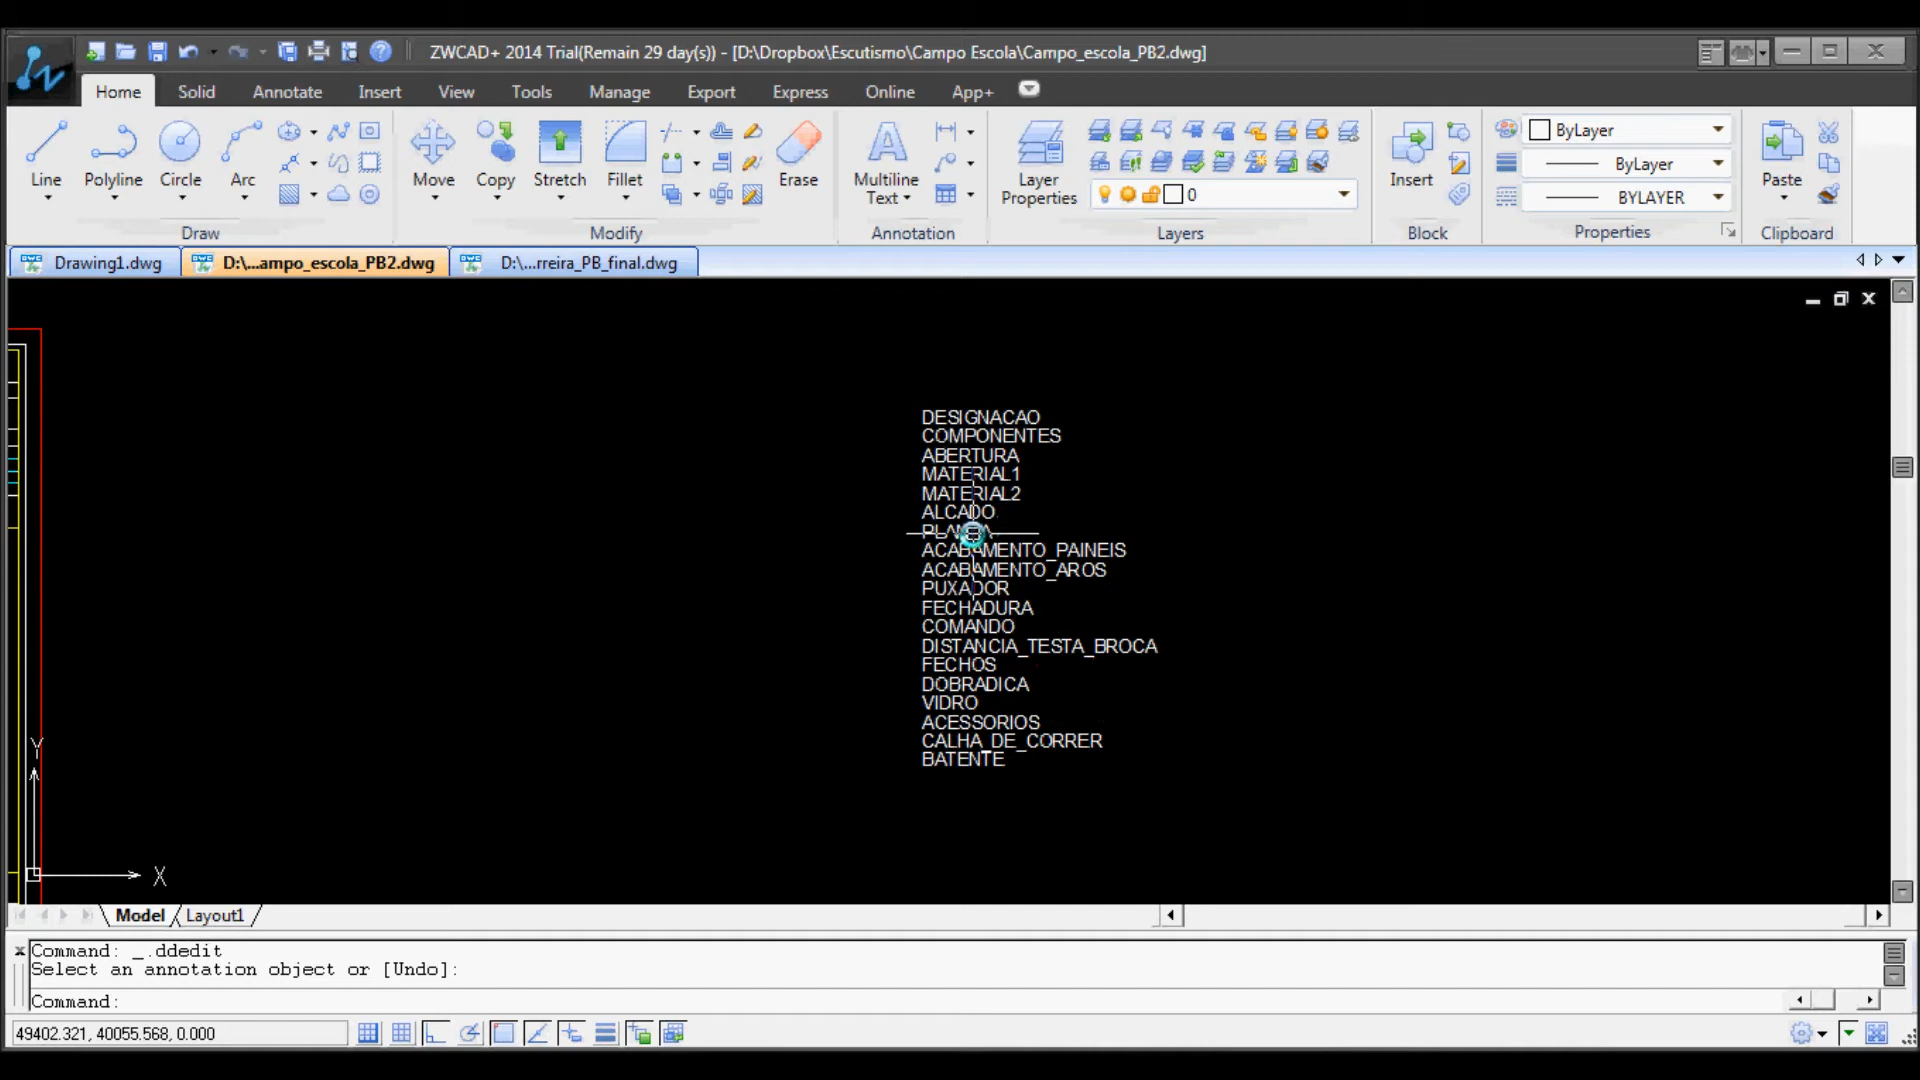 ZWCAD+ 2014 Trial(Remain 29 day(s)) - [D:\Dropbox\Escutismo\Campo Escola\Campo_escola_PB2.dwg]
Home Solid Annotate Insert View Tools Manage Export Express Online App+
Line Polyline Circle Arc Move Copy Stretch Fillet Erase Multiline Text Layer Properties 0 Insert ByLayer ByLayer BYLAYER Paste
Draw Modify Annotation Layers Block Properties Clipboard
Drawing1.dwg D:\...ampo_escola_PB2.dwg D:\...rreira_PB_final.dwg
DESIGNACAO
COMPONENTES
ABERTURA
MATERIAL1
MATERIAL2
ALCADO
ACABAMENTO_PAINEIS
ACABAMENTO_AROS
PUXADOR
FECHADURA
COMANDO
DISTANCIA_TESTA_BROCA
FECHOS
DOBRADICA
VIDRO
ACESSORIOS
CALHA_DE_CORRER
BATENTE
Y
X
Model Layout1
Command: _.ddedit
Select an annotation object or [Undo]:
Command:
49402.321, 40055.568, 0.000